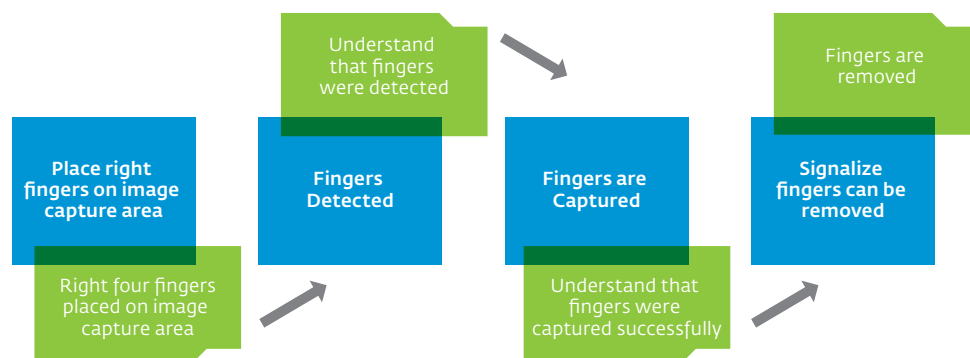 Place right
fingers on image
capture area
Right four fingers
placed on image
capture area
Understand
that fingers
were detected
Fingers
Detected
Fingers are
Captured
Understand that
fingers were
captured successfully
Fingers are
removed
Signalize
fingers can be
removed